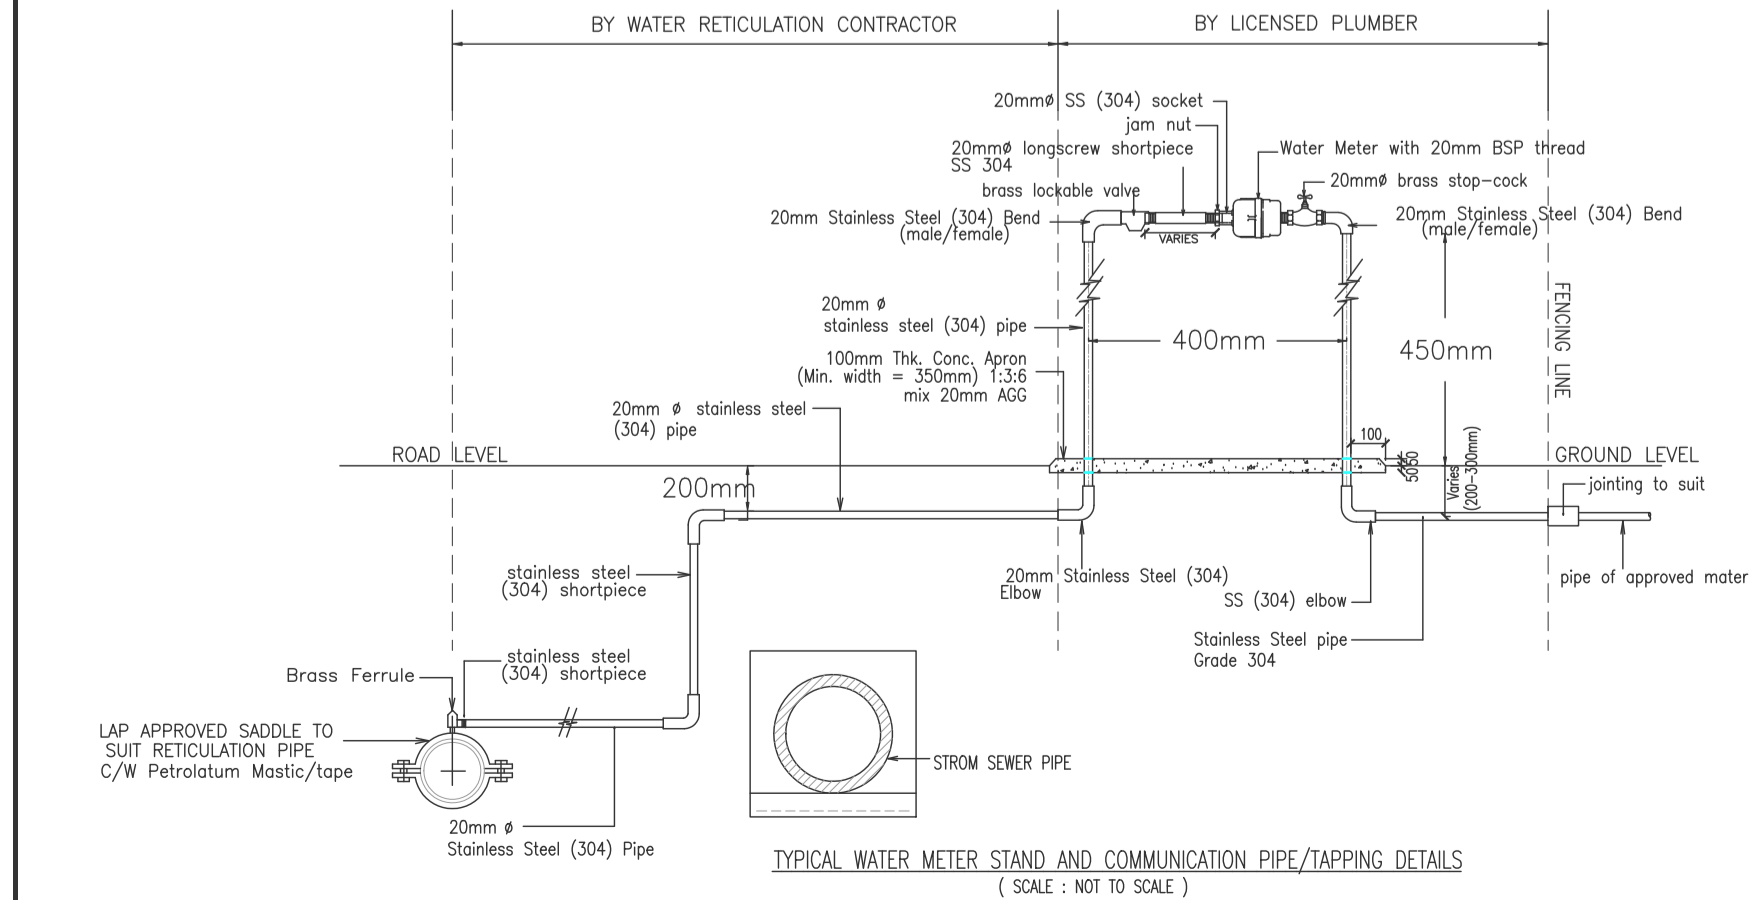 BY WATER RETICULATION CONTRACTOR
BY LICENSED PLUMBER
20mmø SS (304) socket
jam nut
20mmø longscrew shortpiece
SS 304
brass lockable valve
20mm Stainless Steel (304) Bend
(male/female)
VARIES
Water Meter with 20mm BSP thread
20mmø brass stop-cock
20mm Stainless Steel (304) Bend
(male/female)
20mm ø
stainless steel (304) pipe
400mm
450mm
FENCING LINE
100mm Thk. Conc. Apron
(Min. width = 350mm) 1:3:6
mix 20mm AGG
20mm ø stainless steel
(304) pipe
100
5050
Varies
(200-300mm)
ROAD LEVEL
GROUND LEVEL
200mm
jointing to suit
stainless steel
(304) shortpiece
20mm Stainless Steel (304)
Elbow
SS (304) elbow
pipe of approved mater
Stainless Steel pipe
Grade 304
stainless steel
(304) shortpiece
Brass Ferrule
LAP APPROVED SADDLE TO
SUIT RETICULATION PIPE
C/W Petrolatum Mastic/tape
STROM SEWER PIPE
20mm ø
Stainless Steel (304) Pipe
TYPICAL WATER METER STAND AND COMMUNICATION PIPE/TAPPING DETAILS
( SCALE : NOT TO SCALE )